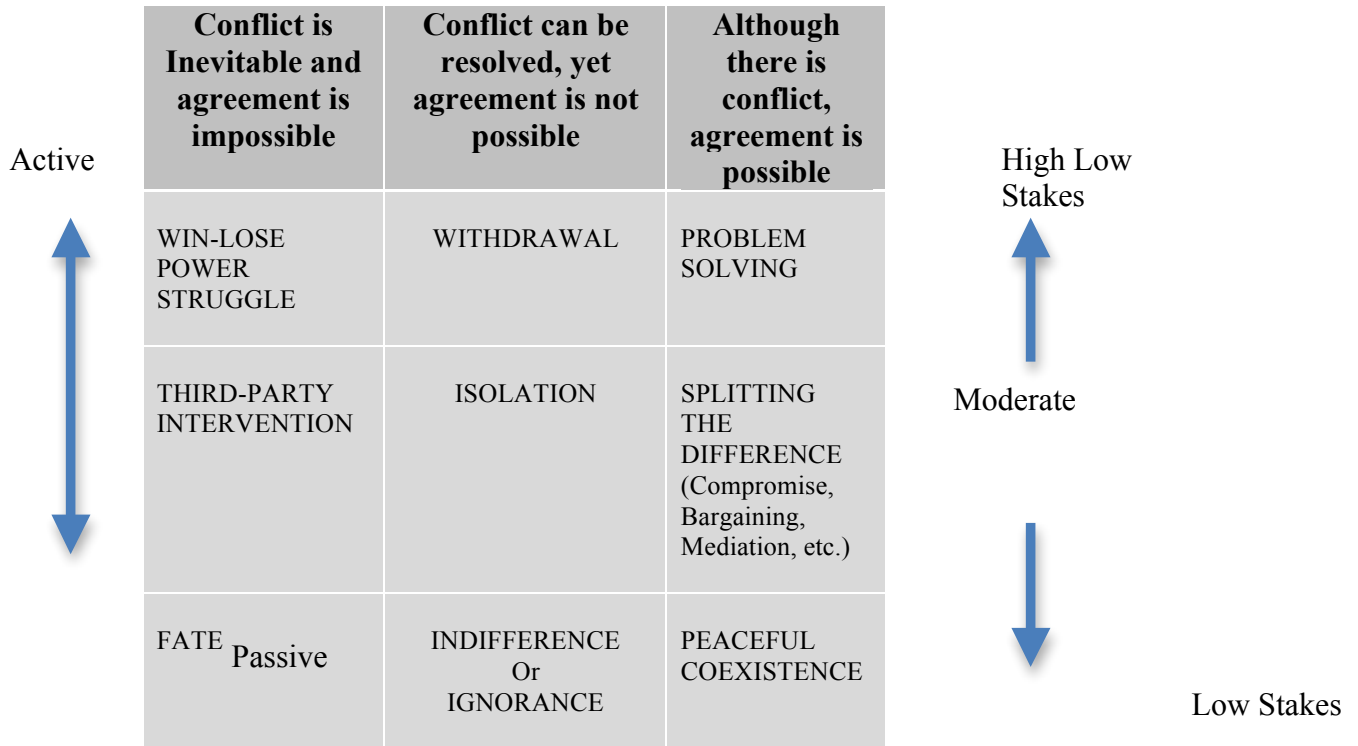 Conflict is
Inevitable and
agreement is
impossible
Conflict can be
resolved, yet
agreement is not
possible
Although
there is
conflict,
agreement is
possible
Active
High Low
Stakes
WIN-LOSE
POWER
STRUGGLE
WITHDRAWAL
PROBLEM
SOLVING
THIRD-PARTY
INTERVENTION
ISOLATION
SPLITTING
THE
DIFFERENCE
(Compromise,
Bargaining,
Mediation, etc.)
Moderate
FATE
Passive
INDIFFERENCE
Or
IGNORANCE
PEACEFUL
COEXISTENCE
Low Stakes